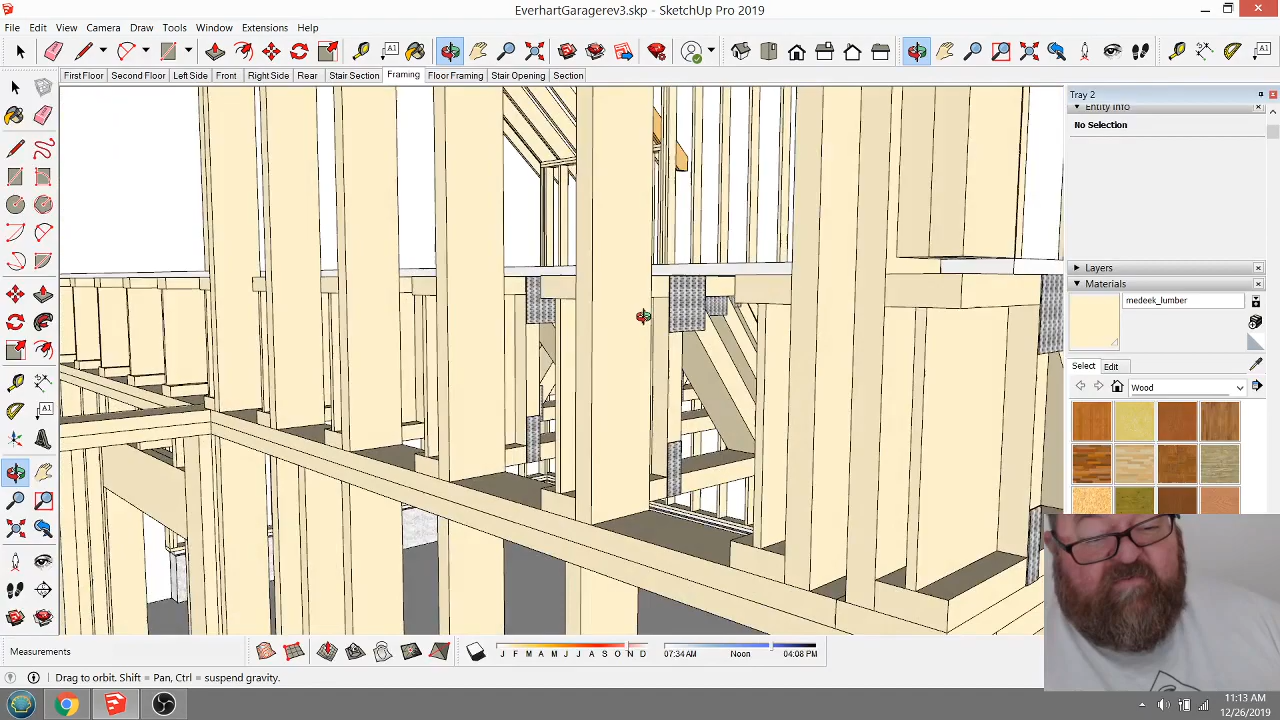 EverhartGaragerev3.skp - SketchUp Pro 2019
File Edit View Camera Draw Tools Window Extensions Help
A1
A1
First Floor Second Floor Left Side Front Right Side Rear Stair Section Framing Floor Framing Stair Opening Section
Tray 2
Entity Info
No Selection
Layers
Materials
medeek_lumber
Select Edit
Wood
A1
Measurements
J F M A M J J A S O N D
07:34 AM Noon 04:08 PM
Drag to orbit. Shift = Pan, Ctrl = suspend gravity.
11:13 AM
12/26/2019